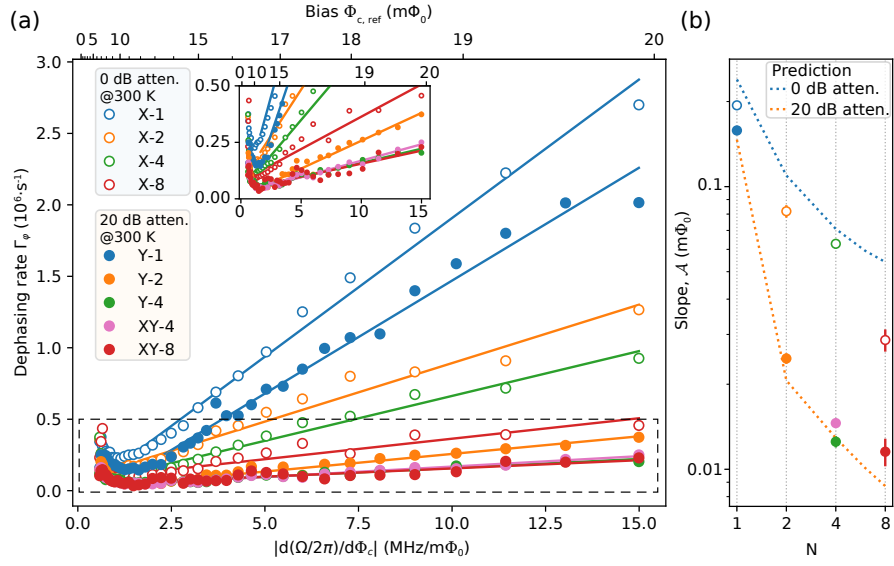 (a)
Bias Φc, ref (mΦ0)
0 5 10 15 17 18 19 20
3.0
2.5
2.0
1.5
1.0
0.5
0.0
Dephasing rate Γφ (10⁶·s⁻¹)
0 dB atten.
@300 K
X-1
X-2
X-4
X-8
20 dB atten.
@300 K
Y-1
Y-2
Y-4
XY-4
XY-8
0 10 15 19 20
0.50
0.25
0.00
0 5 10 15
0.0 2.5 5.0 7.5 10.0 12.5 15.0
|d(Ω/2π)/dΦc| (MHz/mΦ0)
(b)
Prediction
0 dB atten.
20 dB atten.
0.1
0.01
Slope, 𝒜 (mΦ0)
1 2 4 8
N